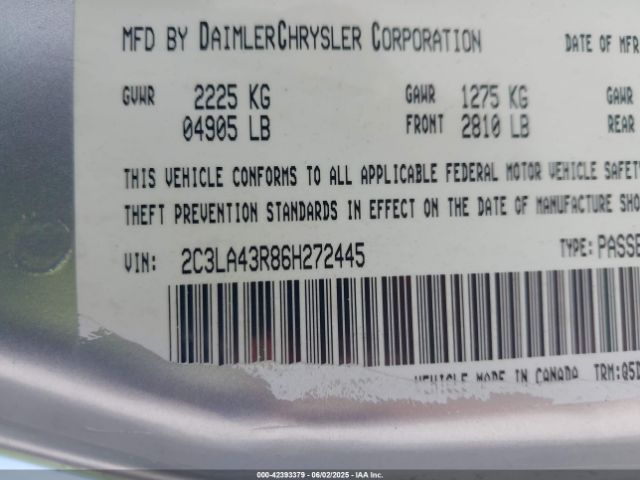 MFD BY DAIMLERCHRYSLER CORPORATION DATE OF MFR
GVWR 2225 KG GAWR 1275 KG GAWR
04905 LB FRONT 2810 LB REAR
THIS VEHICLE CONFORMS TO ALL APPLICABLE FEDERAL MOTOR VEHICLE SAFETY
THEFT PREVENTION STANDARDS IN EFFECT ON THE DATE OF MANUFACTURE SHO
VIN: 2C3LA43R86H272445 TYPE: PASSE
VEHICLE MADE IN CANADA TRM:Q5D
000-42393379 | 06/02/2025 - IAA Inc.